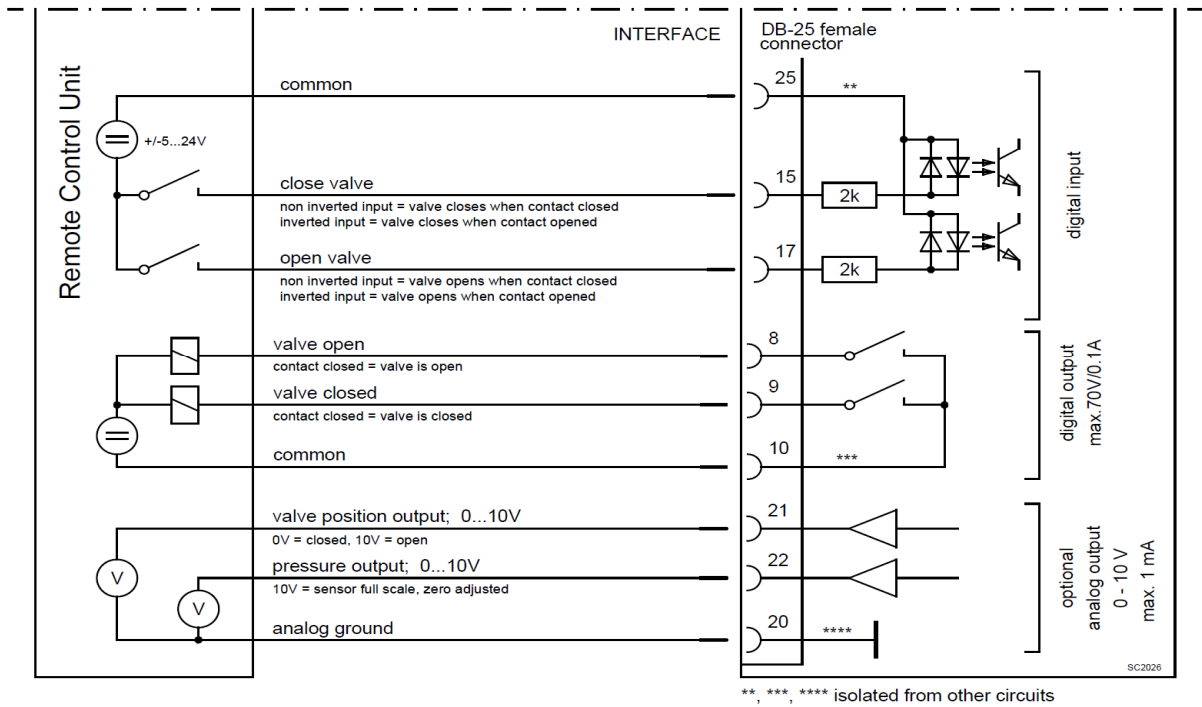 INTERFACE
DB-25 female
connector
Remote Control Unit
common
25
**
+/-5...24V
close valve
15
2k
non inverted input = valve closes when contact closed
inverted input = valve closes when contact opened
open valve
17
2k
non inverted input = valve opens when contact closed
inverted input = valve opens when contact opened
digital input
valve open
8
contact closed = valve is open
valve closed
9
contact closed = valve is closed
common
10
***
digital output
max.70V/0.1A
valve position output; 0...10V
21
0V = closed, 10V = open
pressure output; 0...10V
22
10V = sensor full scale, zero adjusted
V
V
analog ground
20
****
optional
analog output
0 - 10 V
max. 1 mA
SC2026
**, ***, **** isolated from other circuits